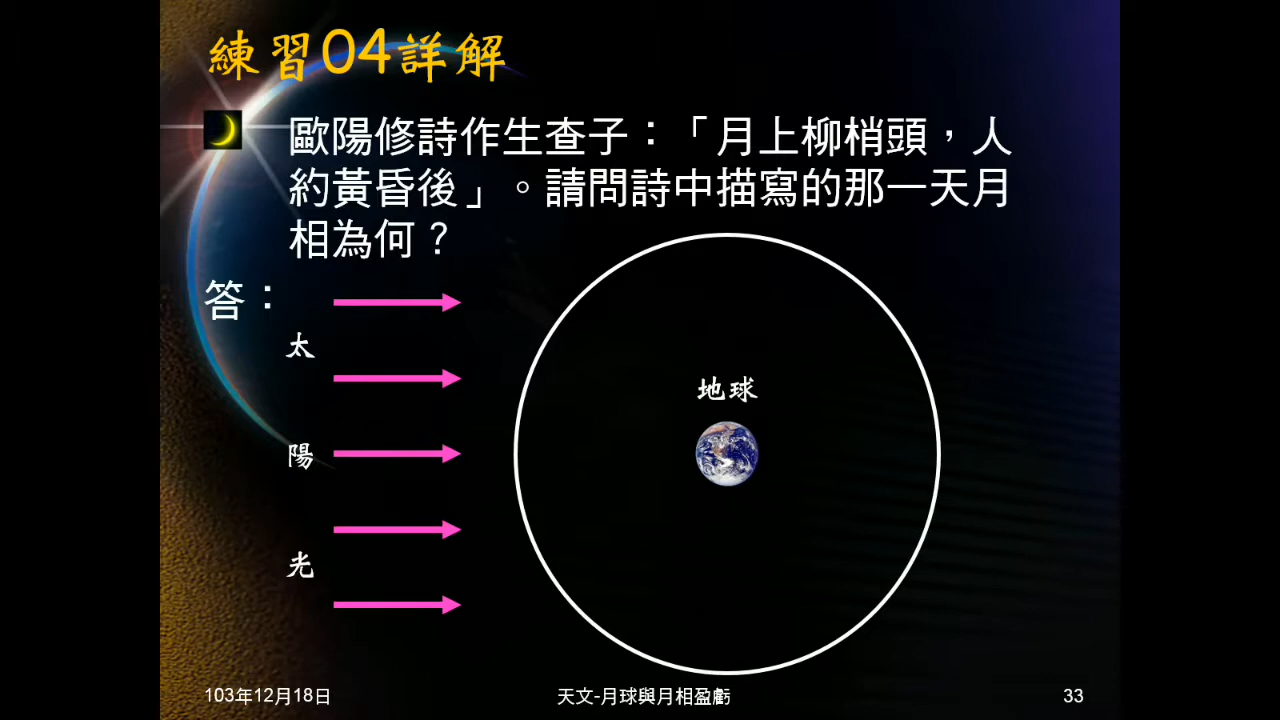 練習04詳解
歐陽修詩作生查子：「月上柳梢頭，人
約黃昏後」。請問詩中描寫的那一天月
相為何？
答：
太
陽
光
地球
103年12月18日
天文-月球與月相盈虧
33